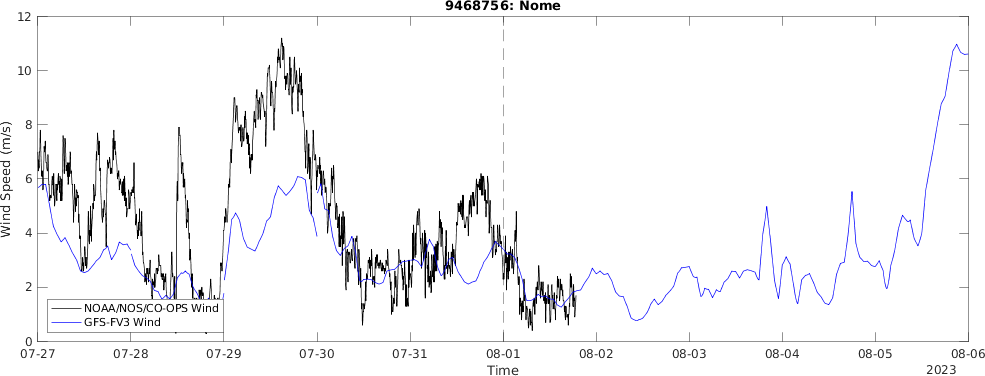 9468756: Nome
12
10
8
6
4
2
0
Wind Speed (m/s)
NOAA/NOS/CO-OPS Wind
GFS-FV3 Wind
07-27 07-28 07-29 07-30 07-31 08-01 08-02 08-03 08-04 08-05 08-06
Time
2023